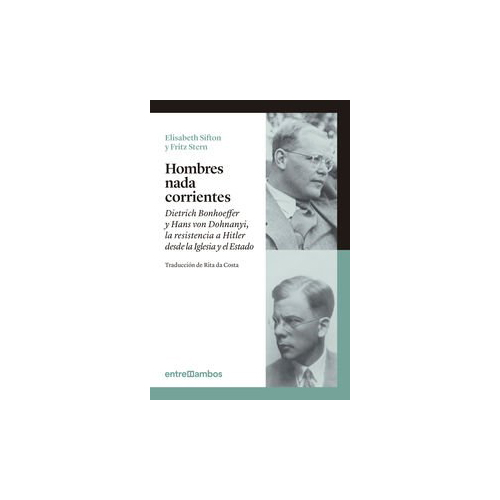 Elisabeth Sifton
y Fritz Stern
Hombres
nada
corrientes
Dietrich Bonhoeffer
y Hans von Dohnanyi,
la resistencia a Hitler
desde la Iglesia y el Estado
Traducción de Rita da Costa
entreambos